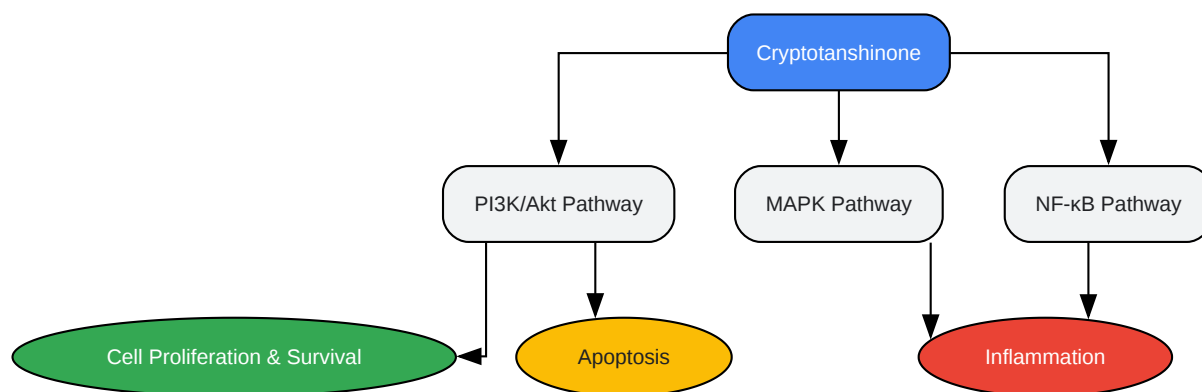 Cryptotanshinone
PI3K/Akt Pathway
MAPK Pathway
NF-κB Pathway
Cell Proliferation & Survival
Apoptosis
Inflammation